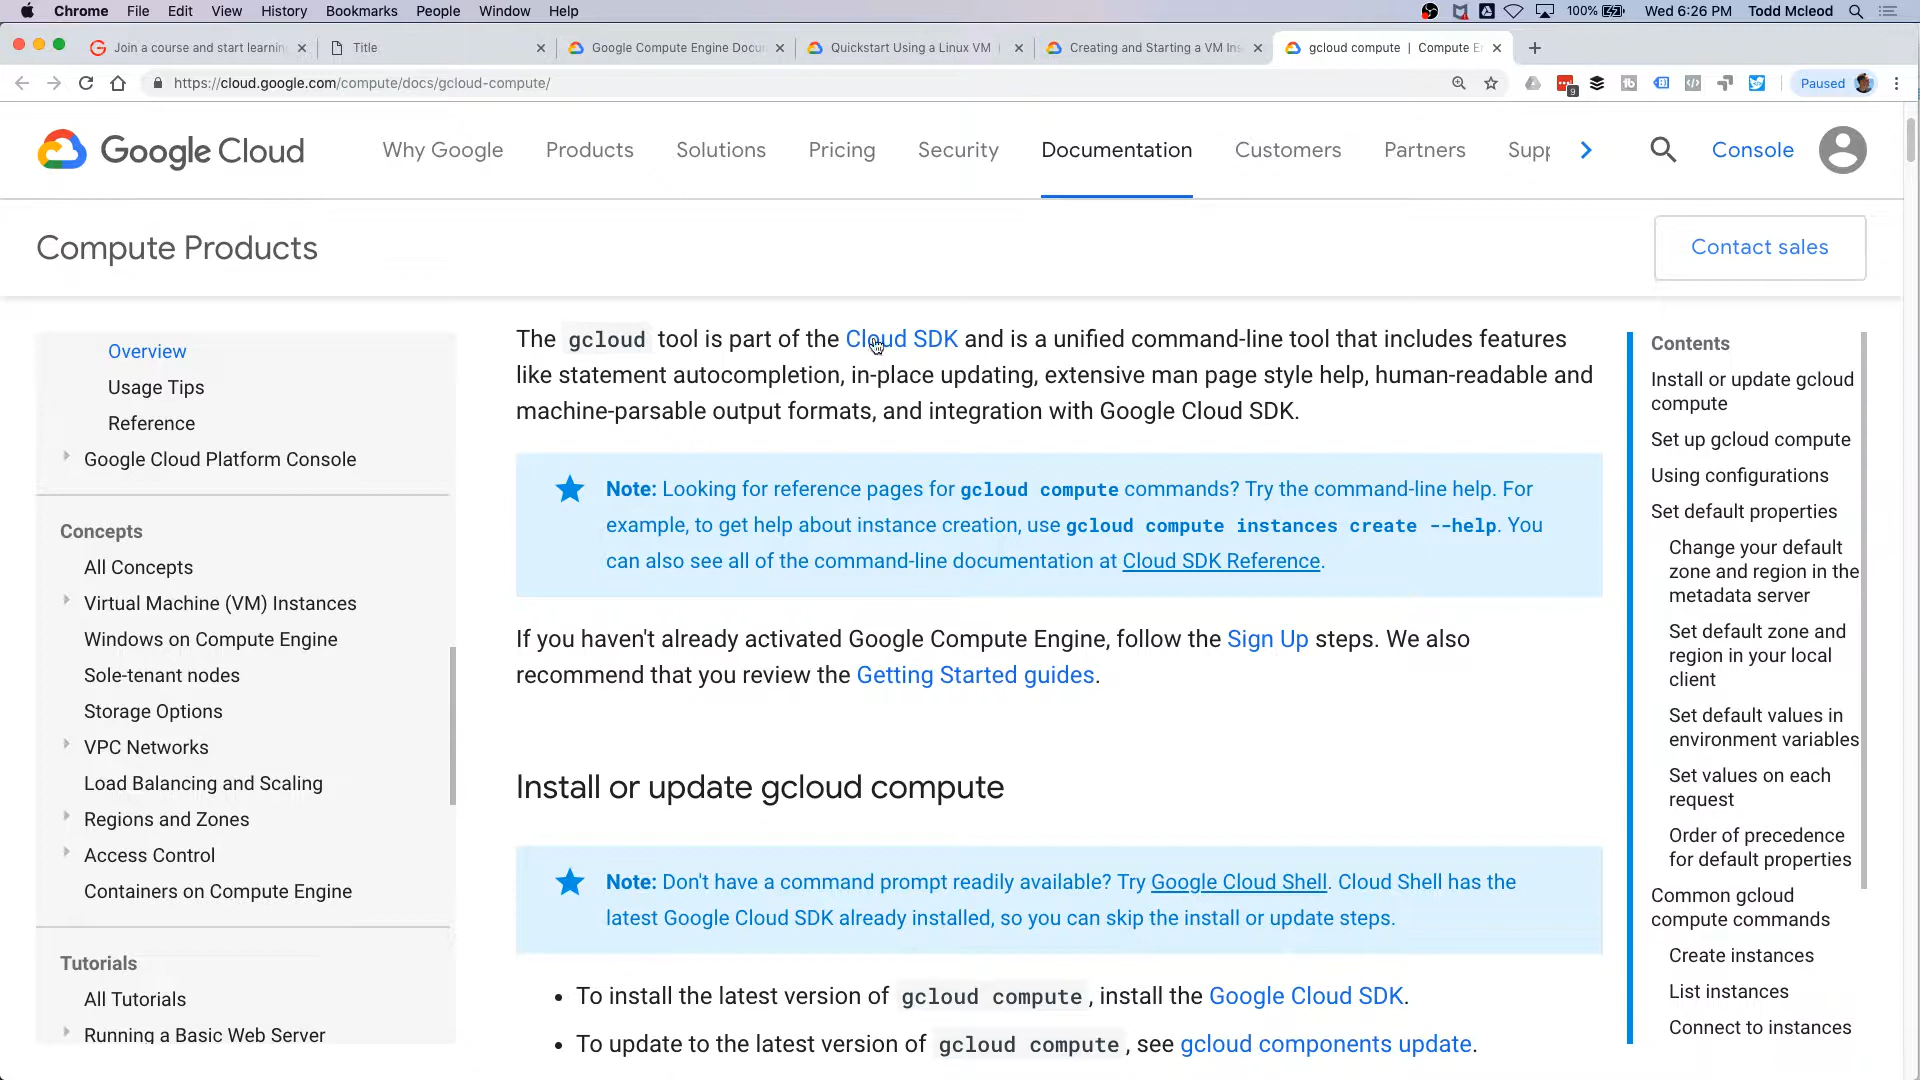 Chrome File Edit View History Bookmarks People Window Help 100% Wed 6:26 PM Todd Mcleod
Join a course and start learnin
Title
Google Compute Engine Docu
Quickstart Using a Linux VM
Creating and Starting a VM Ins
gcloud compute | Compute E
https://cloud.google.com/compute/docs/gcloud-compute/
9
Paused
Google Cloud
Why Google Products Solutions Pricing Security Documentation Customers Partners Supp
Console
Compute Products
Contact sales
Overview
Usage Tips
Reference
Google Cloud Platform Console
Concepts
All Concepts
Virtual Machine (VM) Instances
Windows on Compute Engine
Sole-tenant nodes
Storage Options
VPC Networks
Load Balancing and Scaling
Regions and Zones
Access Control
Containers on Compute Engine
Tutorials
All Tutorials
Running a Basic Web Server
The gcloud tool is part of the Cloud SDK and is a unified command-line tool that includes features
like statement autocompletion, in-place updating, extensive man page style help, human-readable and
machine-parsable output formats, and integration with Google Cloud SDK.
Note: Looking for reference pages for gcloud compute commands? Try the command-line help. For
example, to get help about instance creation, use gcloud compute instances create --help. You
can also see all of the command-line documentation at Cloud SDK Reference.
If you haven't already activated Google Compute Engine, follow the Sign Up steps. We also
recommend that you review the Getting Started guides.
Install or update gcloud compute
Note: Don't have a command prompt readily available? Try Google Cloud Shell. Cloud Shell has the
latest Google Cloud SDK already installed, so you can skip the install or update steps.
• To install the latest version of gcloud compute, install the Google Cloud SDK.
• To update to the latest version of gcloud compute, see gcloud components update.
Contents
Install or update gcloud
compute
Set up gcloud compute
Using configurations
Set default properties
Change your default
zone and region in the
metadata server
Set default zone and
region in your local
client
Set default values in
environment variables
Set values on each
request
Order of precedence
for default properties
Common gcloud
compute commands
Create instances
List instances
Connect to instances